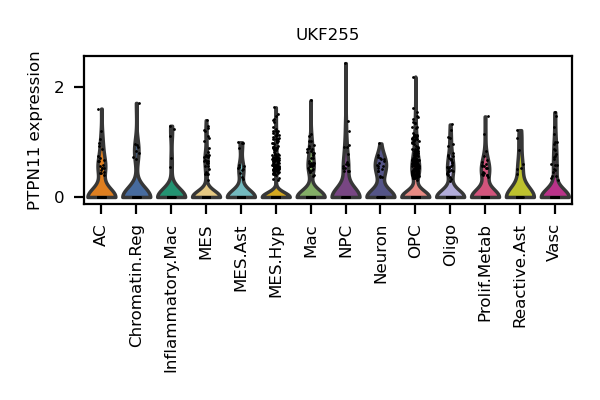 UKF255
PTPN11 expression
2
0
AC
Chromatin.Reg
Inflammatory.Mac
MES
MES.Ast
MES.Hyp
Mac
NPC
Neuron
OPC
Oligo
Prolif.Metab
Reactive.Ast
Vasc